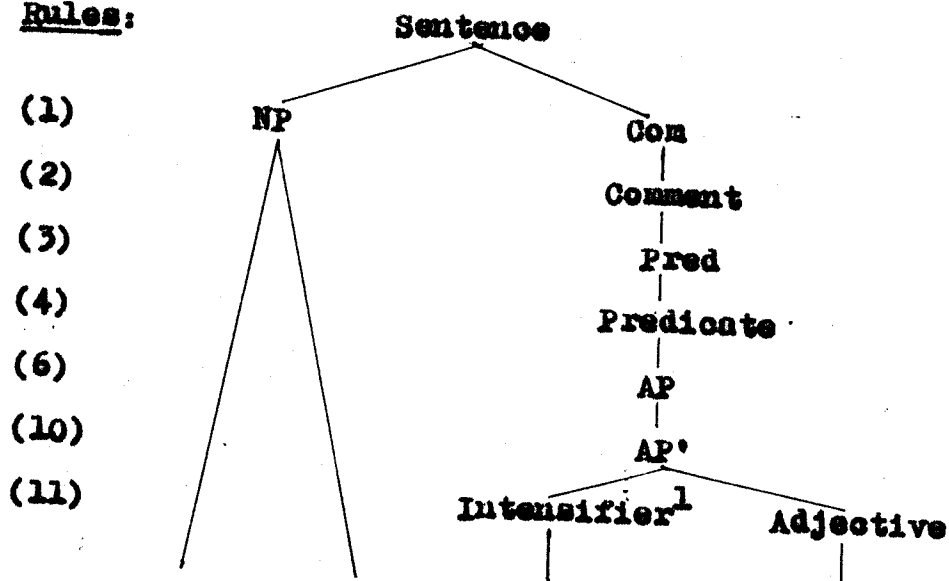 Rules:
Sentence
(1) NP Com
(2) Comment
(3) Pred
(4) Predicate
(6) AP
(10) AP'
(11) Intensifier¹ Adjective